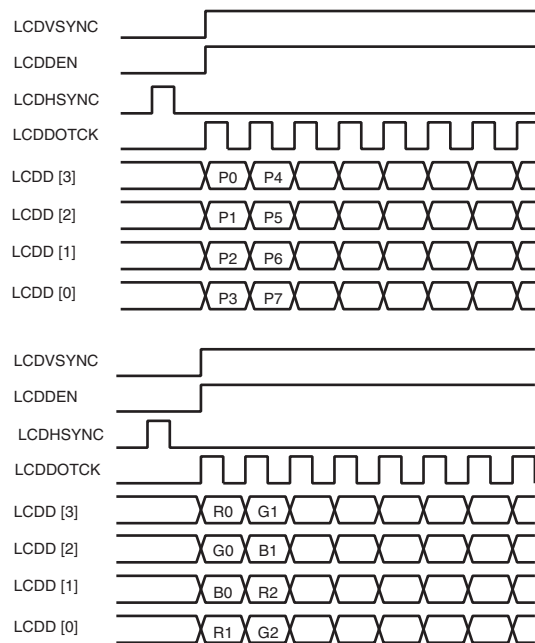 LCDVSYNC
LCDDEN
LCDHSYNC
LCDDOTCK
LCDD [3] P0 P4
LCDD [2] P1 P5
LCDD [1] P2 P6
LCDD [0] P3 P7
LCDVSYNC
LCDDEN
LCDHSYNC
LCDDOTCK
LCDD [3] R0 G1
LCDD [2] G0 B1
LCDD [1] B0 R2
LCDD [0] R1 G2